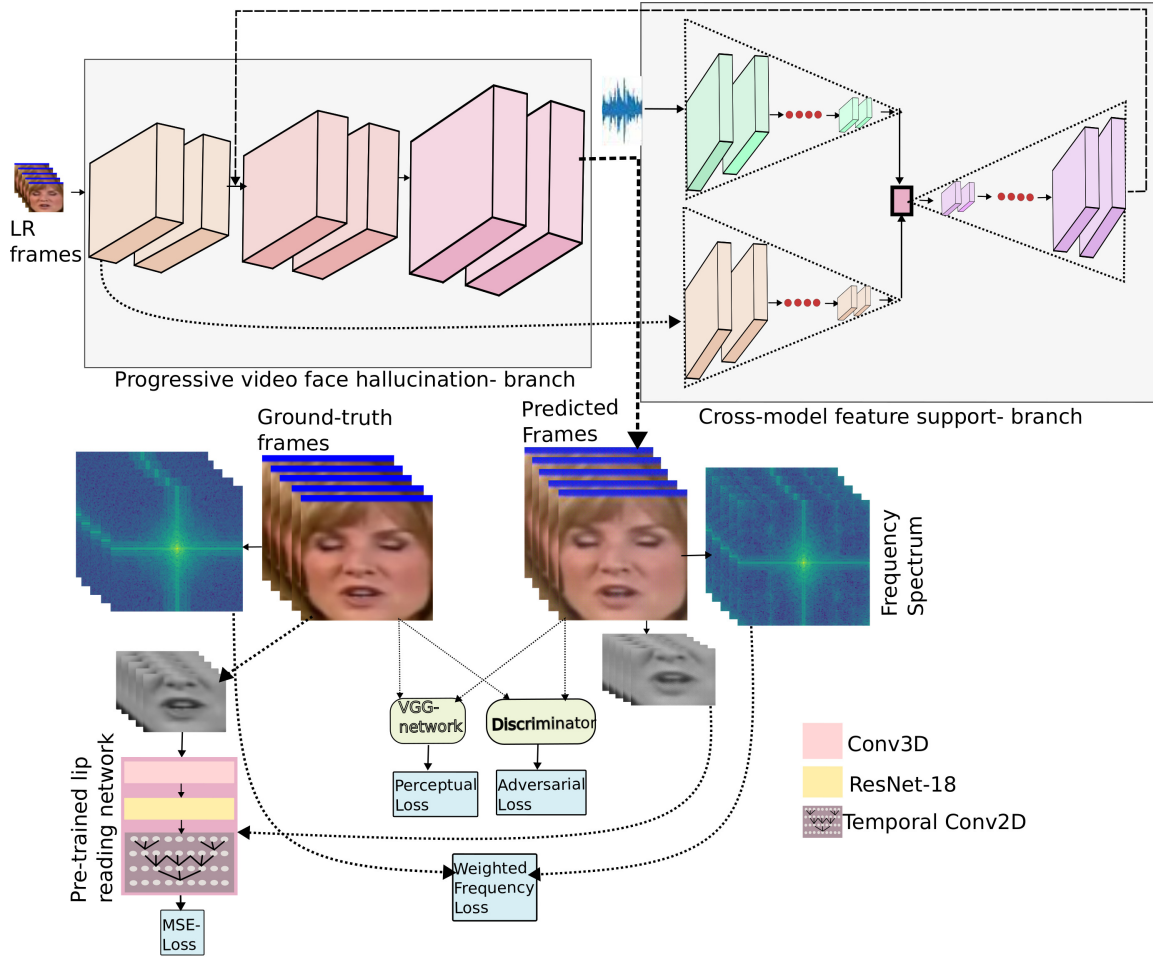 LR
frames
Progressive video face hallucination- branch
Cross-model feature support- branch
Ground-truth
frames
Predicted
Frames
Frequency
Spectrum
VGG-
network
Discriminator
Perceptual
Loss
Adversarial
Loss
Pre-trained lip
reading network
Weighted
Frequency
Loss
MSE-
Loss
Conv3D
ResNet-18
Temporal Conv2D